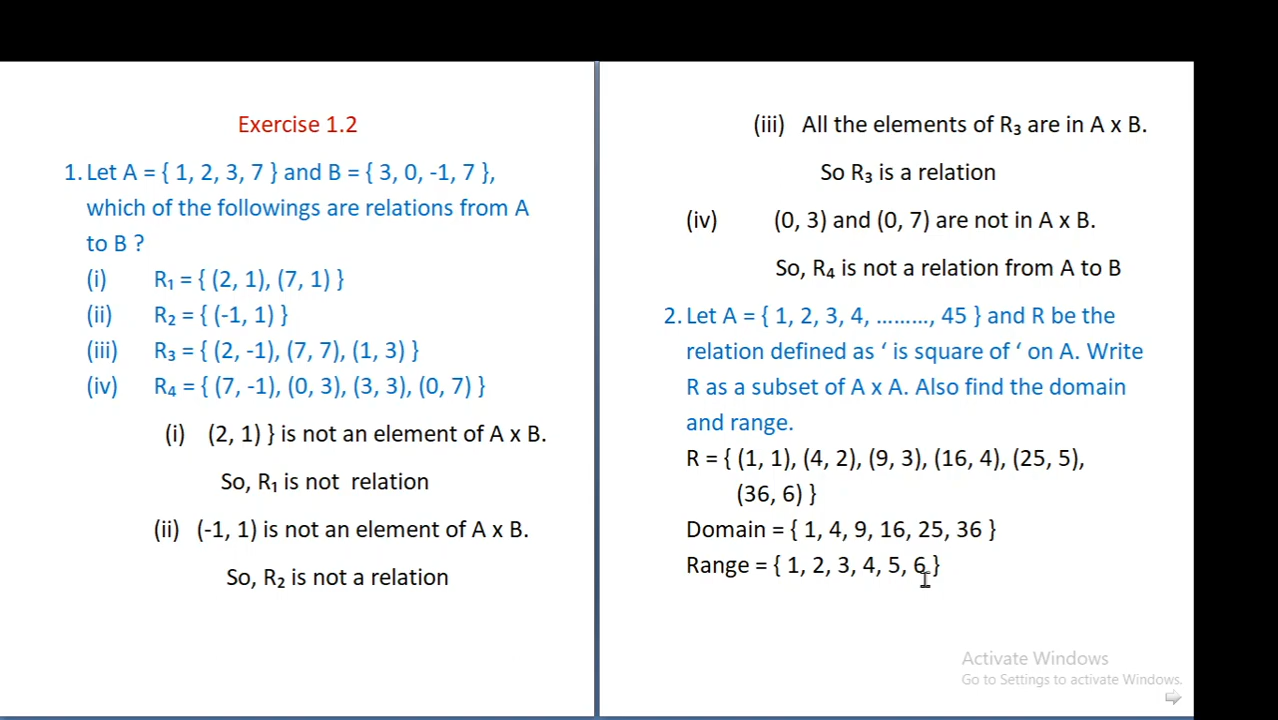 Exercise 1.2
1. Let A = { 1, 2, 3, 7 } and B = { 3, 0, -1, 7 },
which of the followings are relations from A
to B ?
(i) R₁ = { (2, 1), (7, 1) }
(ii) R₂ = { (-1, 1) }
(iii) R₃ = { (2, -1), (7, 7), (1, 3) }
(iv) R₄ = { (7, -1), (0, 3), (3, 3), (0, 7) }
(i) (2, 1) } is not an element of A x B.
So, R₁ is not relation
(ii) (-1, 1) is not an element of A x B.
So, R₂ is not a relation
(iii) All the elements of R₃ are in A x B.
So R₃ is a relation
(iv) (0, 3) and (0, 7) are not in A x B.
So, R₄ is not a relation from A to B
2. Let A = { 1, 2, 3, 4, ………, 45 } and R be the
relation defined as ‘ is square of ‘ on A. Write
R as a subset of A x A. Also find the domain
and range.
R = { (1, 1), (4, 2), (9, 3), (16, 4), (25, 5),
(36, 6) }
Domain = { 1, 4, 9, 16, 25, 36 }
Range = { 1, 2, 3, 4, 5, 6 }
Activate Windows
Go to Settings to activate Windows.